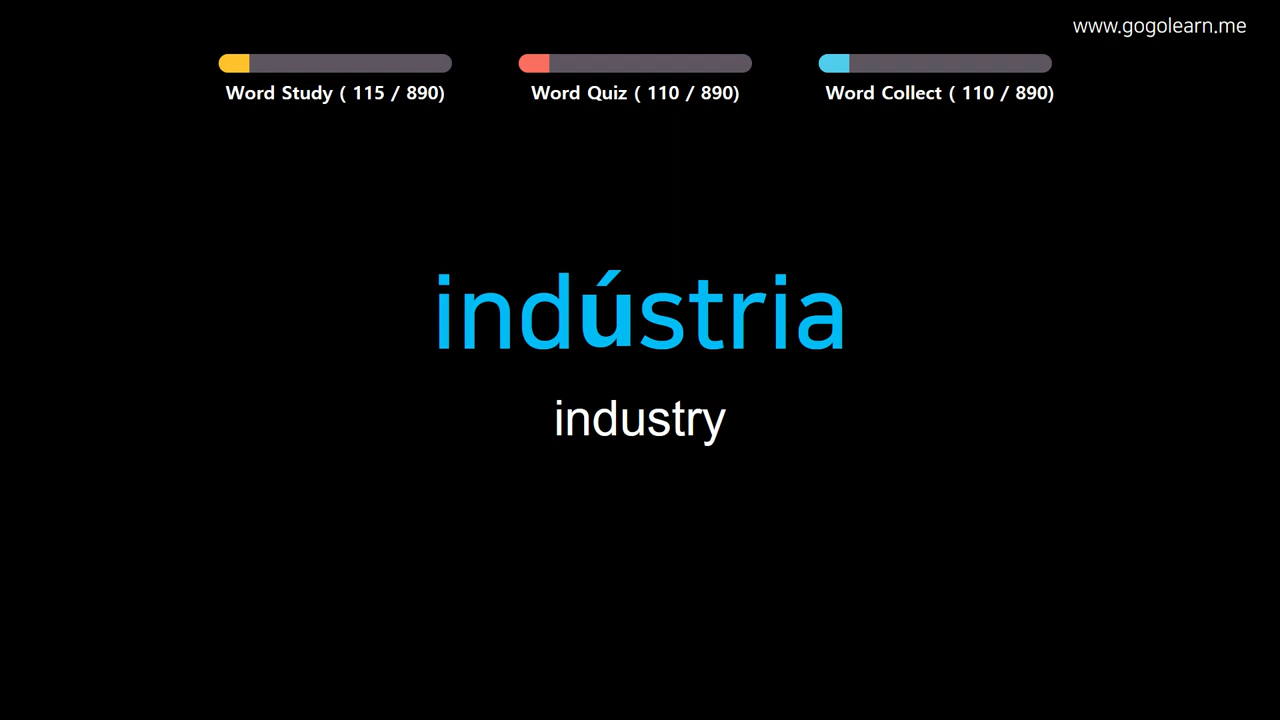 www.gogolearn.me
Word Study ( 115 / 890)
Word Quiz ( 110 / 890)
Word Collect ( 110 / 890)
indústria
industry